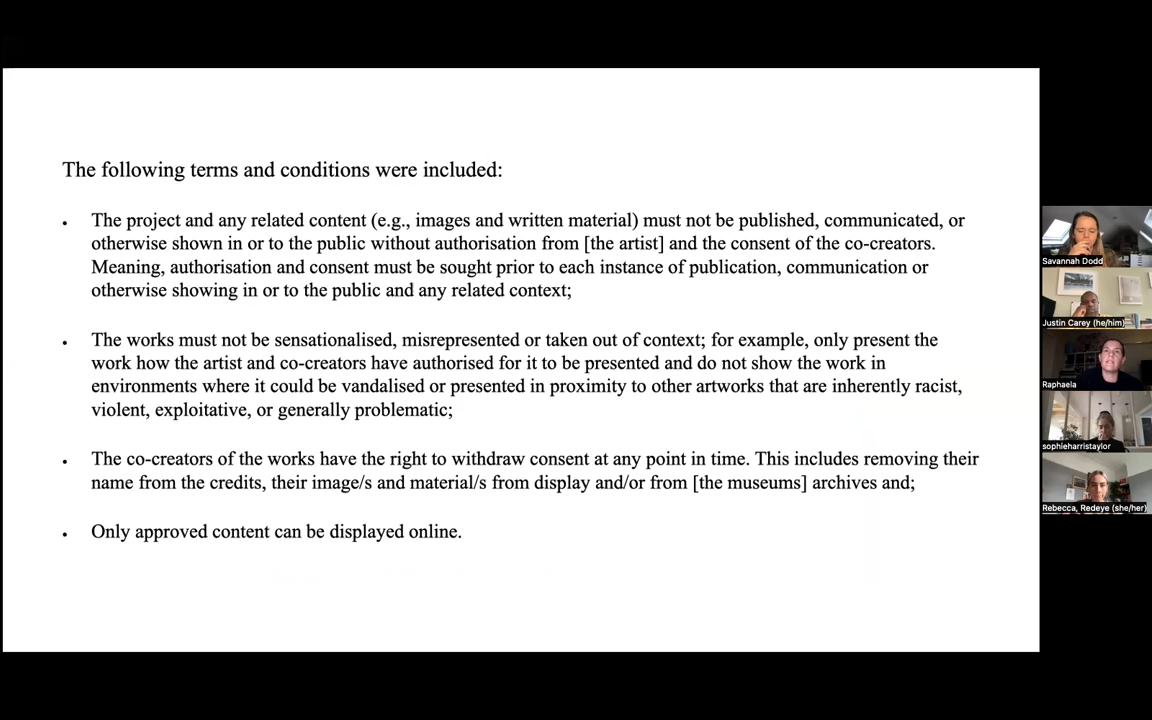 The following terms and conditions were included:
• The project and any related content (e.g., images and written material) must not be published, communicated, or
otherwise shown in or to the public without authorisation from [the artist] and the consent of the co-creators.
Meaning, authorisation and consent must be sought prior to each instance of publication, communication or
otherwise showing in or to the public and any related context;
• The works must not be sensationalised, misrepresented or taken out of context; for example, only present the
work how the artist and co-creators have authorised for it to be presented and do not show the work in
environments where it could be vandalised or presented in proximity to other artworks that are inherently racist,
violent, exploitative, or generally problematic;
• The co-creators of the works have the right to withdraw consent at any point in time. This includes removing their
name from the credits, their image/s and material/s from display and/or from [the museums] archives and;
• Only approved content can be displayed online.
Savannah Dodd
Justin Carey (he/him)
Raphaela
sophieharristaylor
Rebecca, Redeye (she/her)